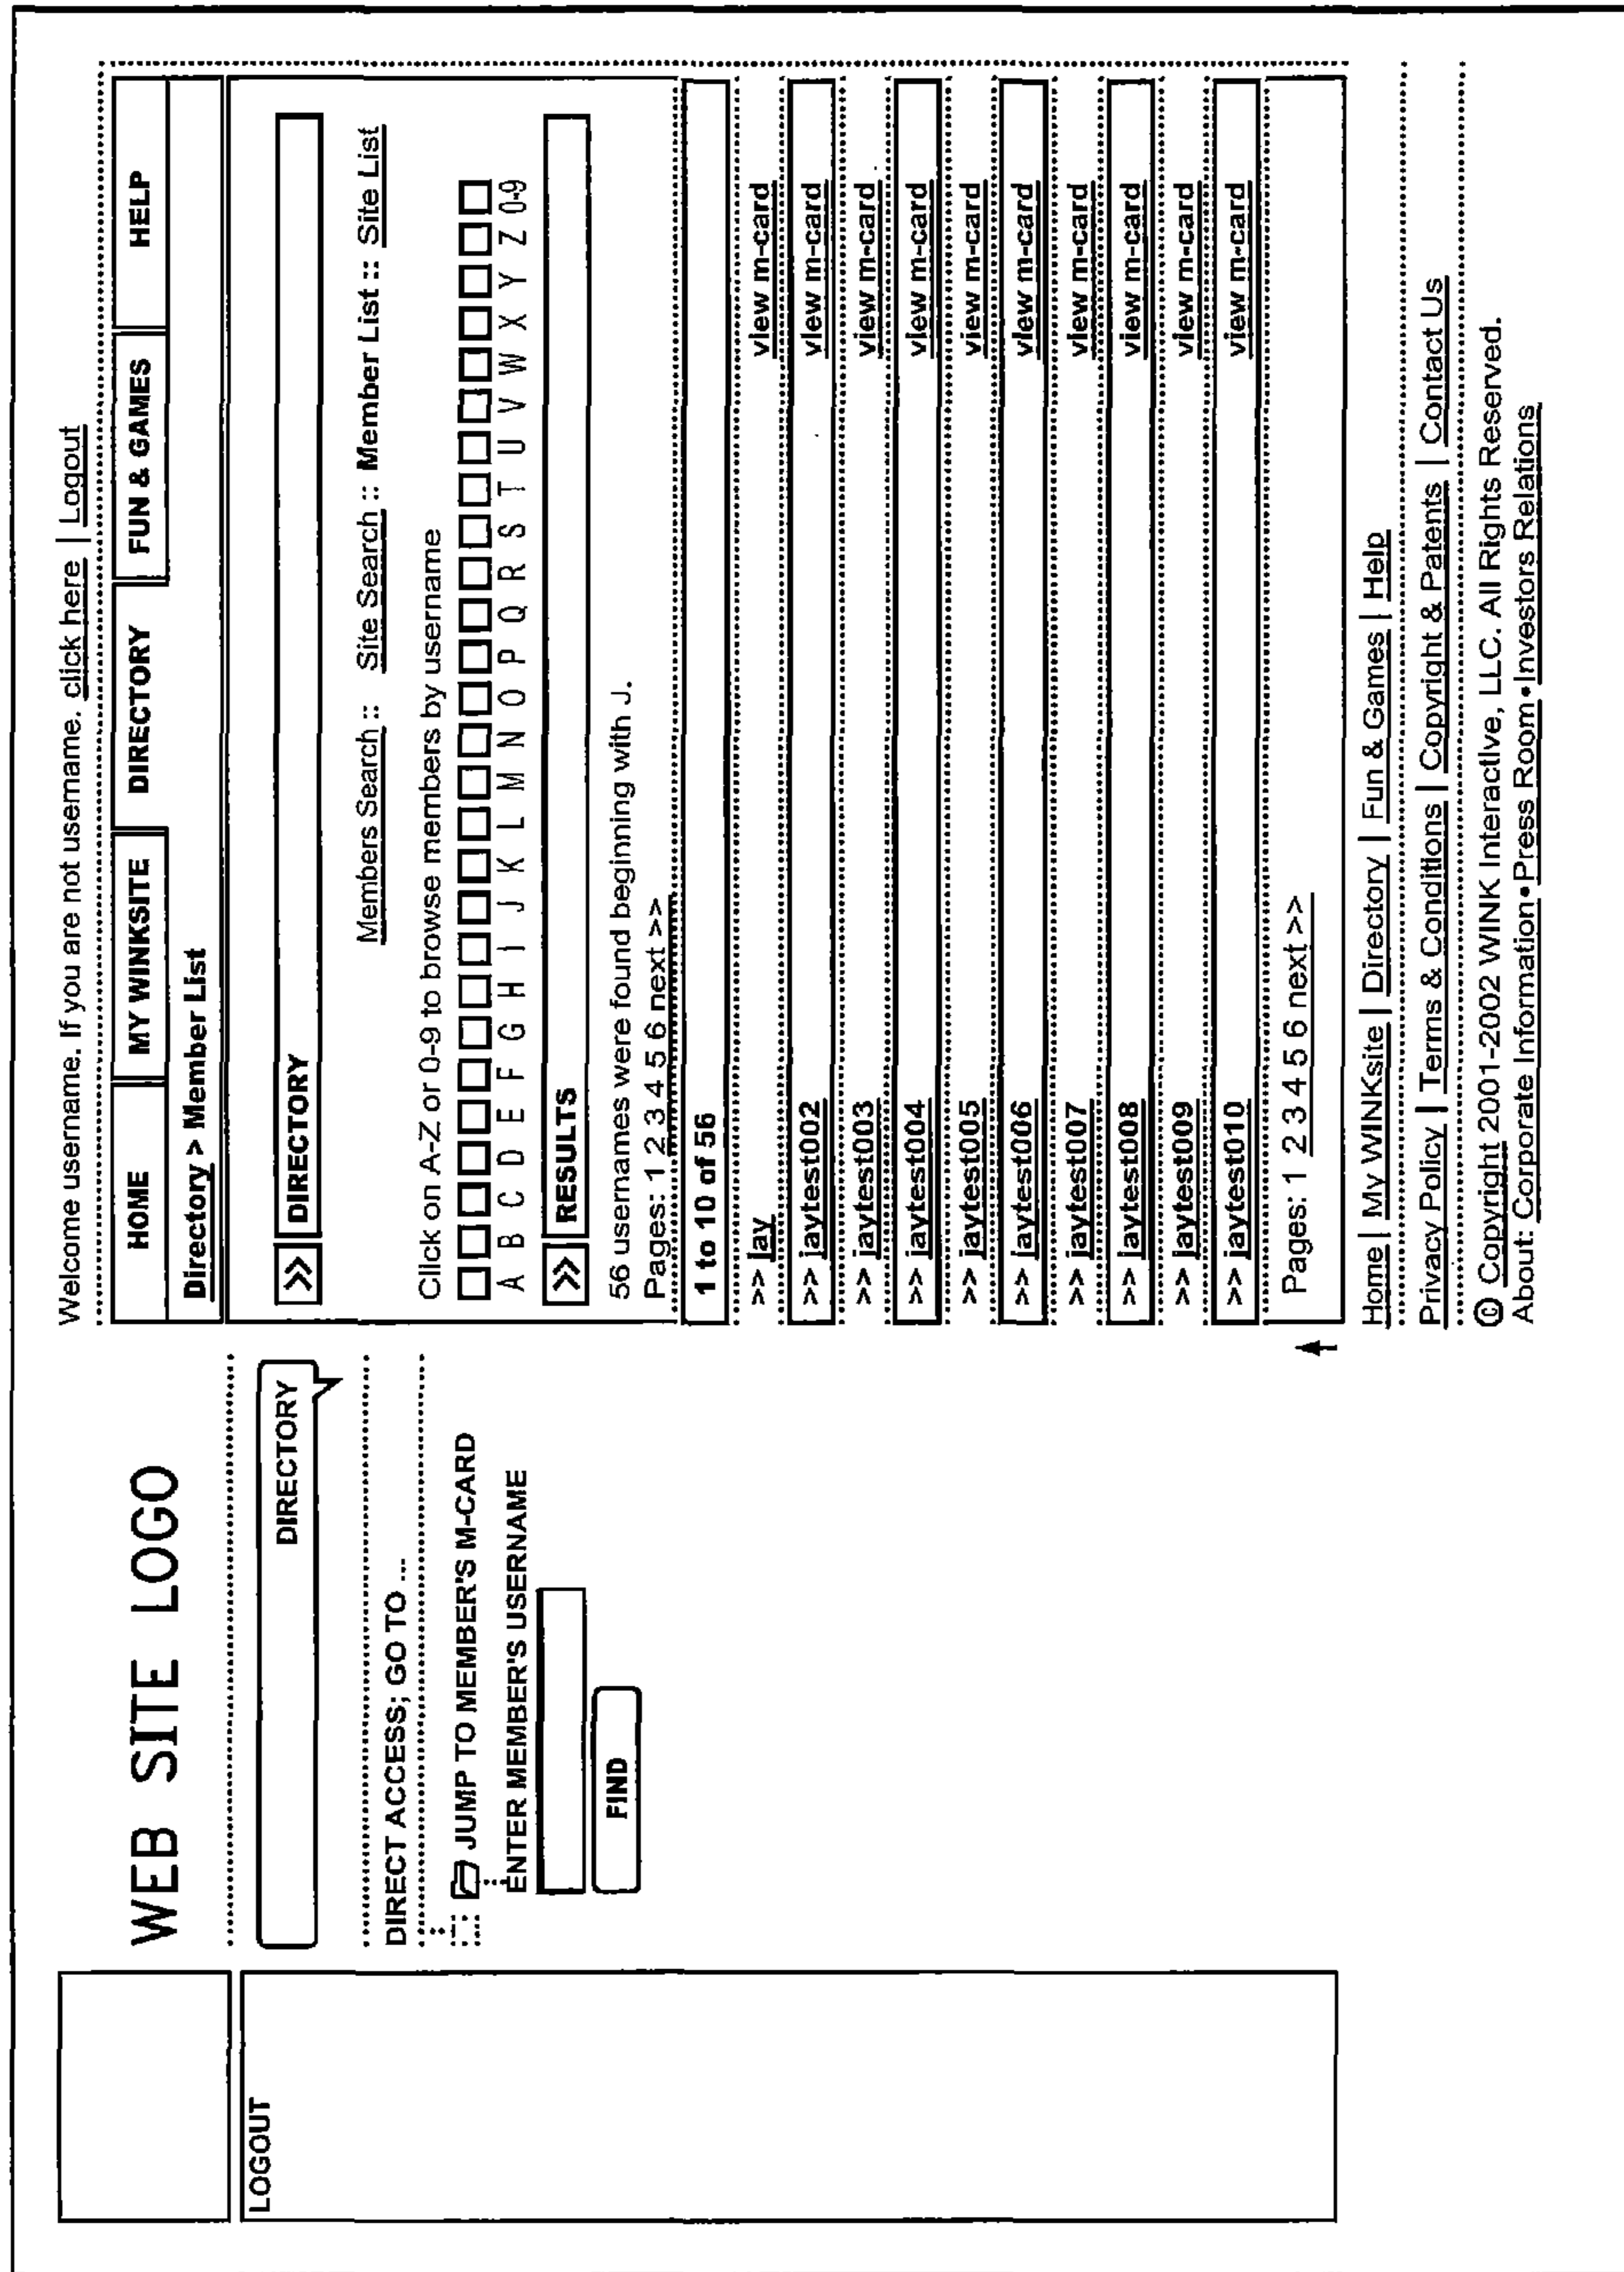 LOGOUT
WEB SITE LOGO
DIRECTORY
DIRECT ACCESS; GO TO ...
JUMP TO MEMBER'S M-CARD
ENTER MEMBER'S USERNAME
FIND
Welcome username. If you are not username. click here | Logout
HOME MY WINKSITE DIRECTORY FUN & GAMES HELP
Directory > Member List
>> DIRECTORY
Members Search :: Site Search :: Member List :: Site List
Click on A-Z or 0-9 to browse members by username
A B C D E F G H I J K L M N O P Q R S T U V W X Y Z 0-9
>> RESULTS
56 usernames were found beginning with J.
Pages: 1 2 3 4 5 6 next >>
1 to 10 of 56
>> jay view m-card
>> jaytest002 view m-card
>> jaytest003 view m-card
>> jaytest004 view m-card
>> jaytest005 view m-card
>> jaytest006 view m-card
>> jaytest007 view m-card
>> jaytest008 view m-card
>> jaytest009 view m-card
>> jaytest010 view m-card
Pages: 1 2 3 4 5 6 next >>
Home | My WINKsite | Directory | Fun & Games | Help
Privacy Policy | Terms & Conditions | Copyright & Patents | Contact Us
© Copyright 2001-2002 WINK Interactive, LLC. All Rights Reserved.
About: Corporate Information • Press Room • Investors Relations